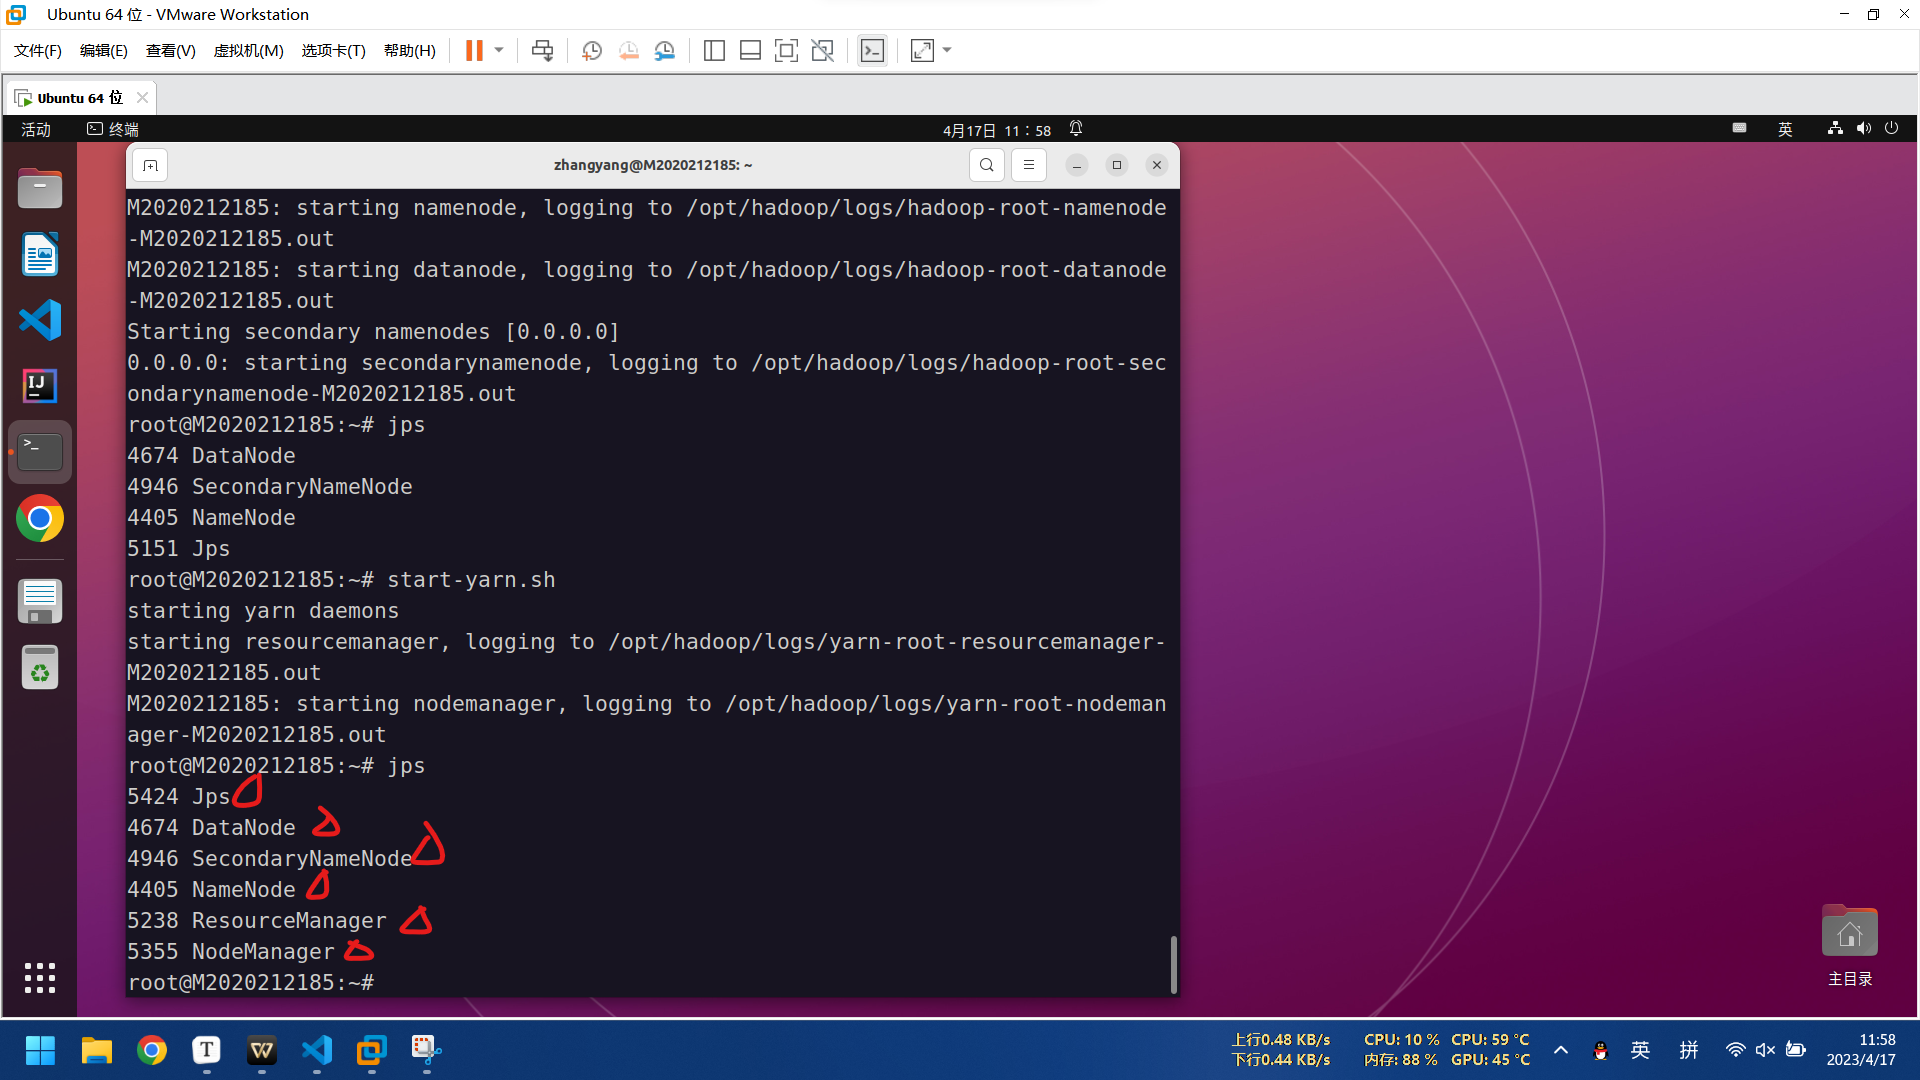 Ubuntu 64 位 - VMware Workstation
文件(F) 编辑(E) 查看(V) 虚拟机(M) 选项卡(T) 帮助(H)
Ubuntu 64 位
活动 终端 4月17日 11：58 英
zhangyang@M2020212185: ~
M2020212185: starting namenode, logging to /opt/hadoop/logs/hadoop-root-namenode
-M2020212185.out
M2020212185: starting datanode, logging to /opt/hadoop/logs/hadoop-root-datanode
-M2020212185.out
Starting secondary namenodes [0.0.0.0]
0.0.0.0: starting secondarynamenode, logging to /opt/hadoop/logs/hadoop-root-sec
ondarynamenode-M2020212185.out
root@M2020212185:~# jps
4674 DataNode
4946 SecondaryNameNode
4405 NameNode
5151 Jps
root@M2020212185:~# start-yarn.sh
starting yarn daemons
starting resourcemanager, logging to /opt/hadoop/logs/yarn-root-resourcemanager-
M2020212185.out
M2020212185: starting nodemanager, logging to /opt/hadoop/logs/yarn-root-nodeman
ager-M2020212185.out
root@M2020212185:~# jps
5424 Jps
4674 DataNode
4946 SecondaryNameNode
4405 NameNode
5238 ResourceManager
5355 NodeManager
root@M2020212185:~#
主目录
上行0.48 KB/s CPU: 10 % CPU: 59 °C
下行0.44 KB/s 内存: 88 % GPU: 45 °C
英 拼
11:58
2023/4/17